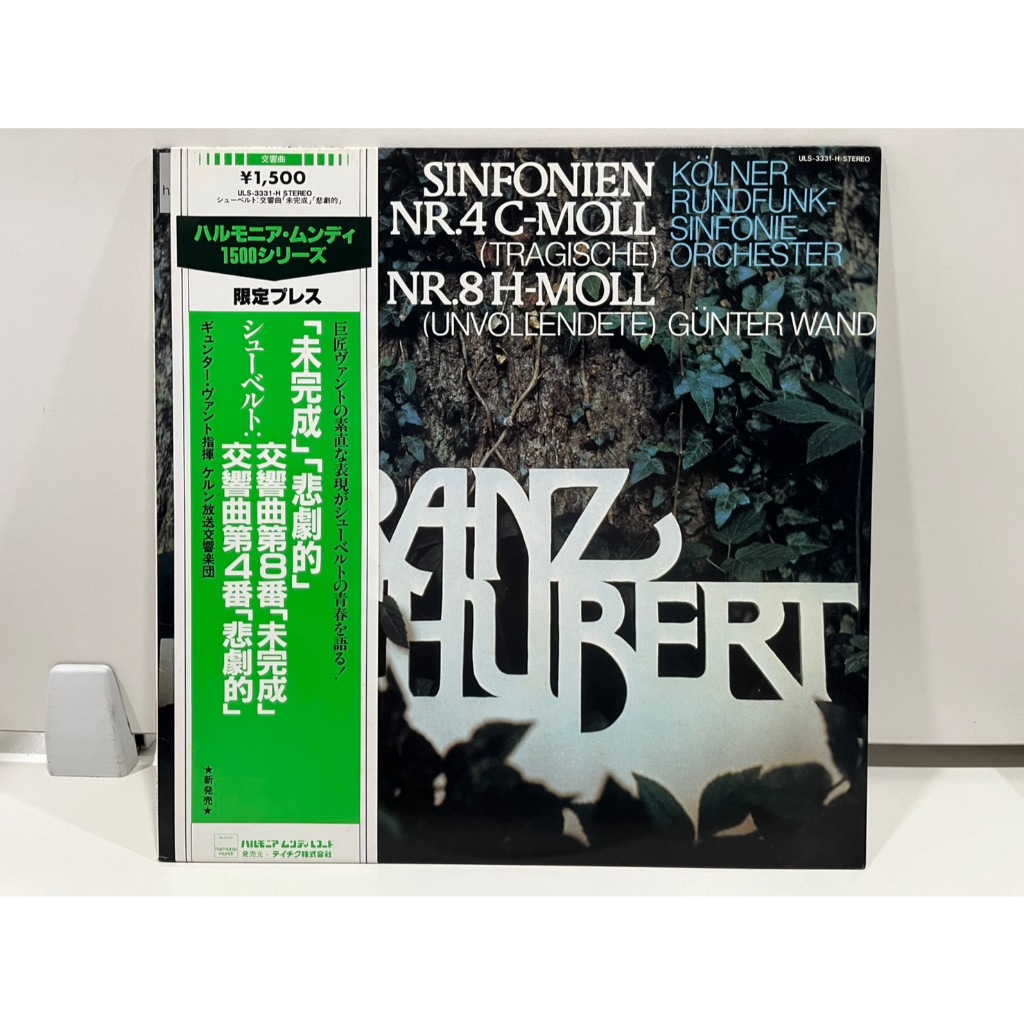 交響曲
¥1,500
ULS-3331-H STEREO
シューベルト:交響曲「未完成」「悲劇的」
ハルモニア・ムンディ
1500シリーズ
限定プレス
巨匠ヴァントの素直な表現がシューベルトの青春を語る!
「未完成」「悲劇的」
シューベルト:
交響曲第8番「未完成」
交響曲第4番「悲劇的」
ギュンター・ヴァント指揮 ケルン放送交響楽団
★新発売★
harmonia
mundi
ハルモニア ムンディ レコード
発売元・テイチク株式会社
h
ULS-3331-H STEREO
SINFONIEN
NR.4 C-MOLL
(TRAGISCHE)
NR.8 H-MOLL
(UNVOLLENDETE)
KÖLNER
RUNDFUNK-
SINFONIE-
ORCHESTER
GÜNTER WAND
RANZ
HUBERT